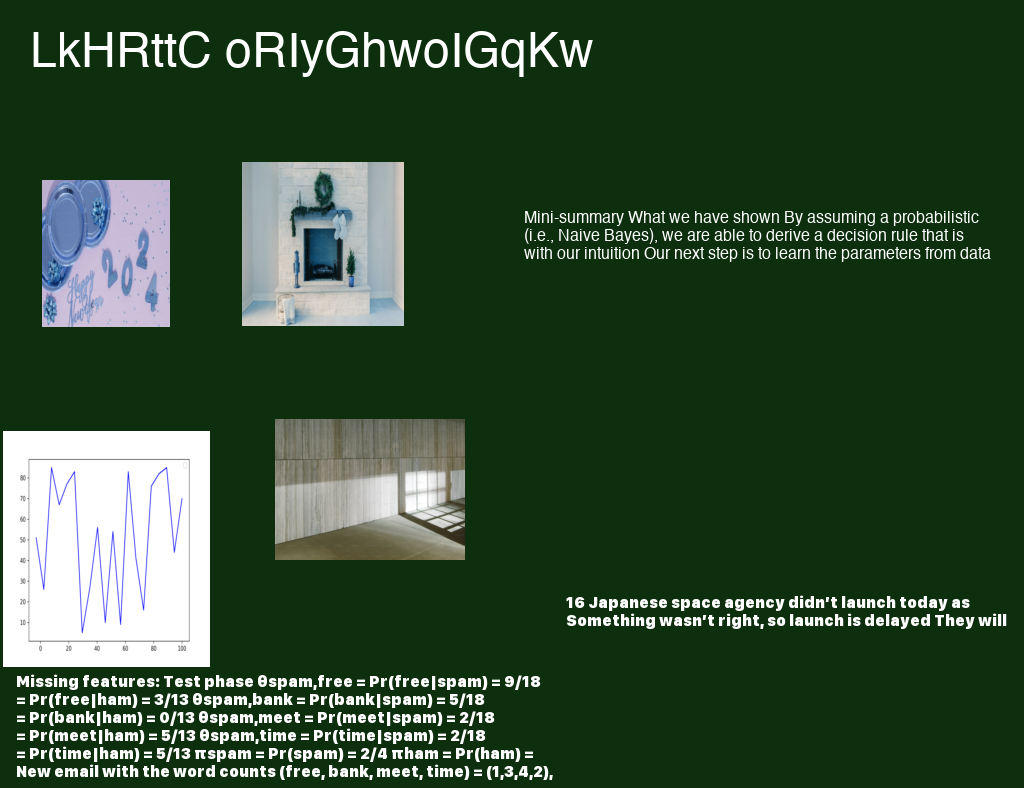 LkHRttC oRIyGhwoIGqKw
Happy
2024
Mini-summary What we have shown By assuming a probabilistic
(i.e., Naive Bayes), we are able to derive a decision rule that is
with our intuition Our next step is to learn the parameters from data
80
70
60
50
40
30
20
10
0 20 40 60 80 100
16 Japanese space agency didn’t launch today as
Something wasn’t right, so launch is delayed They will
Missing features: Test phase θspam,free = Pr(free|spam) = 9/18
= Pr(free|ham) = 3/13 θspam,bank = Pr(bank|spam) = 5/18
= Pr(bank|ham) = 0/13 θspam,meet = Pr(meet|spam) = 2/18
= Pr(meet|ham) = 5/13 θspam,time = Pr(time|spam) = 2/18
= Pr(time|ham) = 5/13 πspam = Pr(spam) = 2/4 πham = Pr(ham) =
New email with the word counts (free, bank, meet, time) = (1,3,4,2),